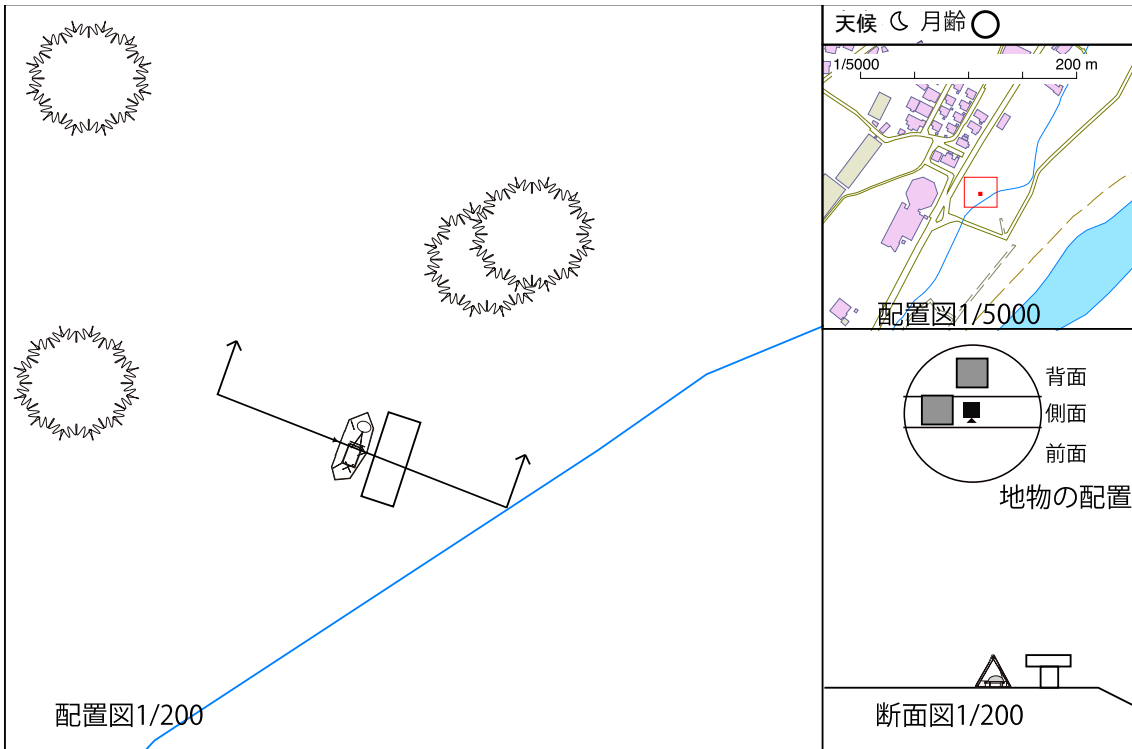 天候 月齢
1/5000 200 m
配置図1/5000
背面
側面
前面
地物の配置
配置図1/200
断面図1/200